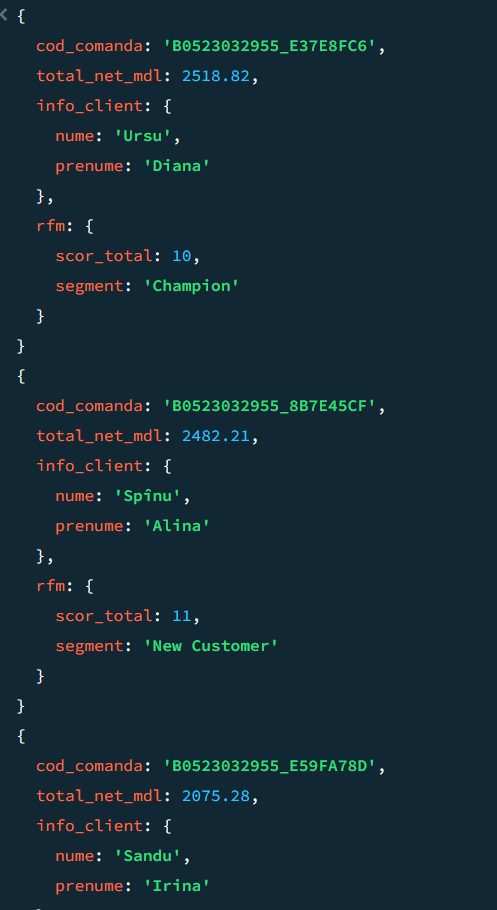 {
cod_comanda: 'B0523032955_E37E8FC6',
total_net_mdl: 2518.82,
info_client: {
nume: 'Ursu',
prenume: 'Diana'
},
rfm: {
scor_total: 10,
segment: 'Champion'
}
}
{
cod_comanda: 'B0523032955_8B7E45CF',
total_net_mdl: 2482.21,
info_client: {
nume: 'Spînu',
prenume: 'Alina'
},
rfm: {
scor_total: 11,
segment: 'New Customer'
}
}
{
cod_comanda: 'B0523032955_E59FA78D',
total_net_mdl: 2075.28,
info_client: {
nume: 'Sandu',
prenume: 'Irina'